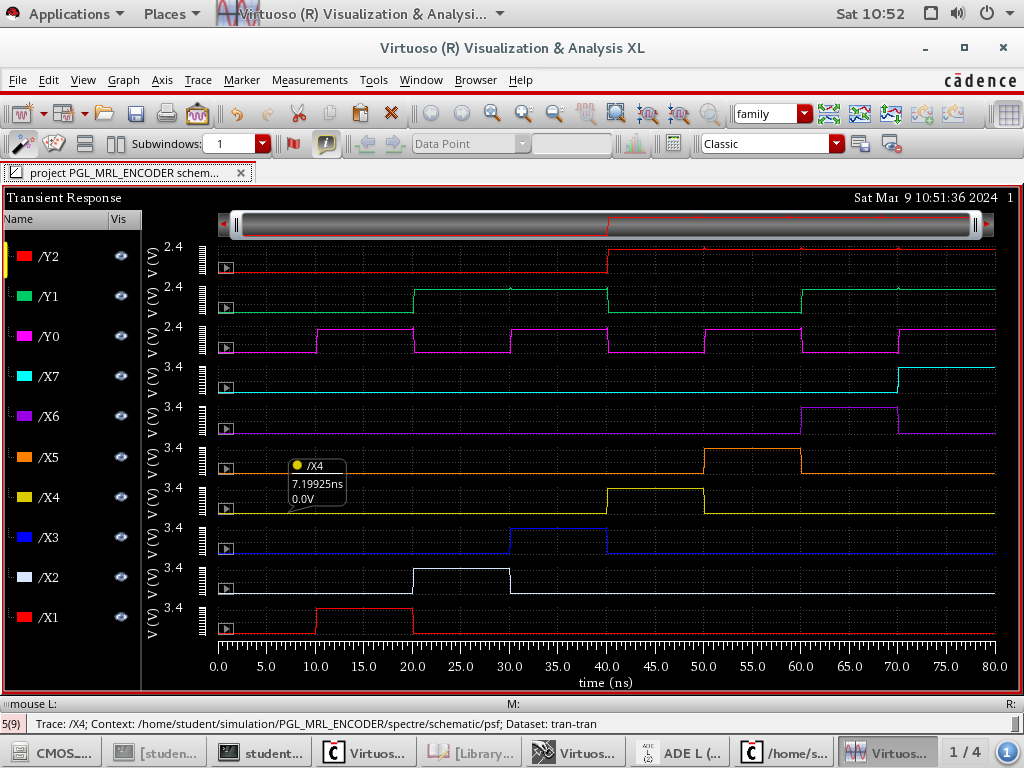 Applications Places Virtuoso (R) Visualization & Analysi... Sat 10:52
Virtuoso (R) Visualization & Analysis XL
File Edit View Graph Axis Trace Marker Measurements Tools Window Browser Help
cādence
family
Subwindows: 1 Data Point Classic
project PGL_MRL_ENCODER schem...
Transient Response Sat Mar 9 10:51:36 2024 1
Name Vis
/Y2 V (V) 2.4
/Y1 V (V) 2.4
/Y0 V (V) 2.4
/X7 V (V) 3.4
/X6 V (V) 3.4
/X5 V (V) 3.4
/X4 V (V) 3.4
/X3 V (V) 3.4
/X2 V (V) 3.4
/X1 V (V) 3.4
/X4
7.19925ns
0.0V
0.0 5.0 10.0 15.0 20.0 25.0 30.0 35.0 40.0 45.0 50.0 55.0 60.0 65.0 70.0 75.0 80.0
time (ns)
mouse L: M: R:
5(9) Trace: /X4; Context: /home/student/simulation/PGL_MRL_ENCODER/spectre/schematic/psf; Dataset: tran-tran
CMOS_... [studen... student... Virtuos... [Library... Virtuos... ADE L (2) ADE L (... /home/s... Virtuos... 1 / 4 1